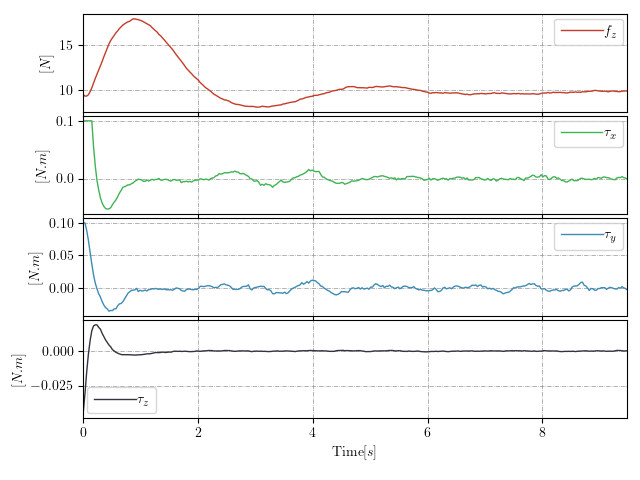 15
10
[N]
f_z
0.1
0.0
[N.m]
τ_x
0.10
0.05
0.00
[N.m]
τ_y
0.000
−0.025
[N.m]
τ_z
0 2 4 6 8
Time[s]